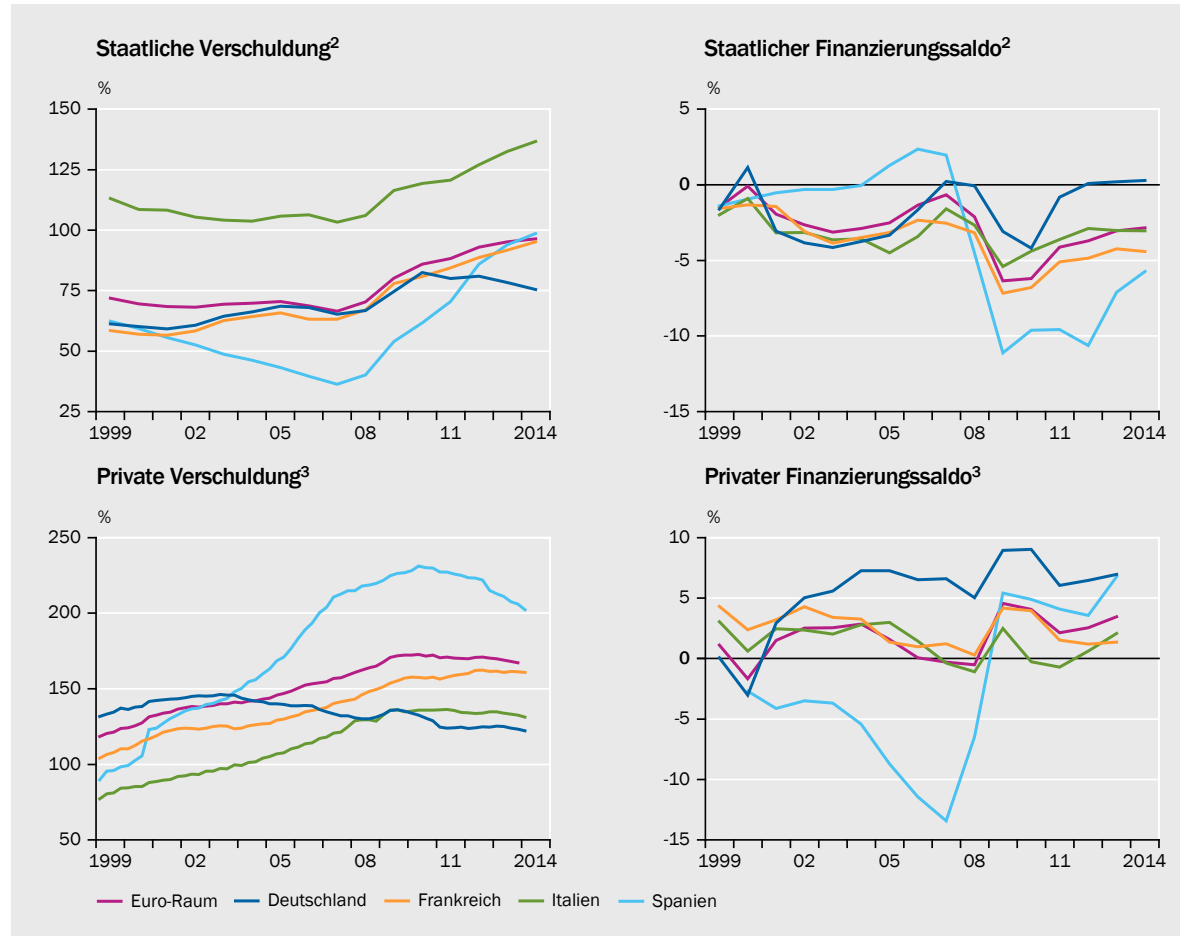 Staatliche Verschuldung²
%
150
125
100
75
50
25
1999 02 05 08 11 2014
Staatlicher Finanzierungssaldo²
%
5
0
-5
-10
-15
1999 02 05 08 11 2014
Private Verschuldung³
%
250
200
150
100
50
1999 02 05 08 11 2014
Privater Finanzierungssaldo³
%
10
5
0
-5
-10
-15
1999 02 05 08 11 2014
Euro-Raum Deutschland Frankreich Italien Spanien